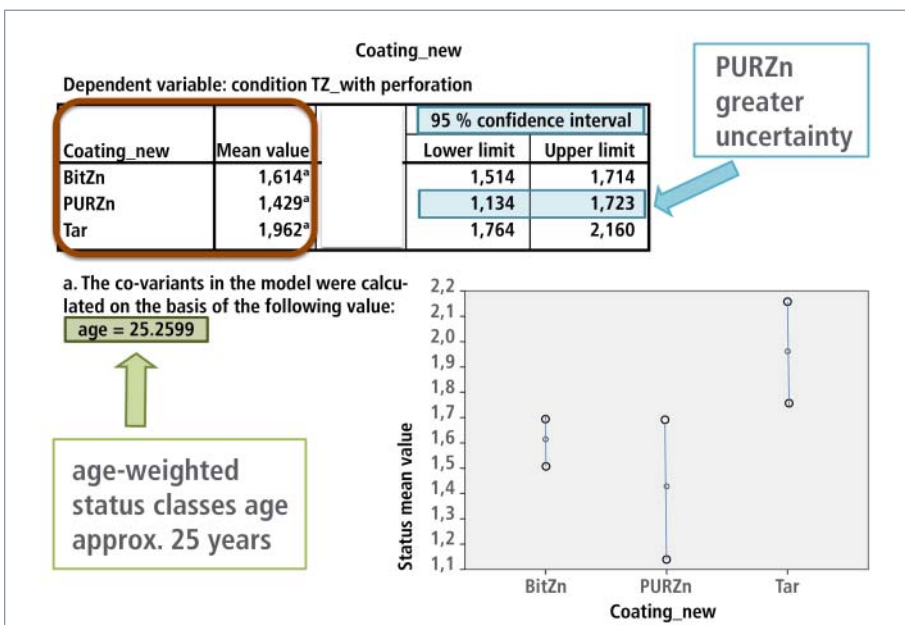 Coating_new
Dependent variable: condition TZ_with perforation
95 % confidence interval
Coating_new Mean value Lower limit Upper limit
BitZn 1,614a 1,514 1,714
PURZn 1,429a 1,134 1,723
Tar 1,962a 1,764 2,160
PURZn
greater
uncertainty
a. The co-variants in the model were calcu-
lated on the basis of the following value:
age = 25.2599
age-weighted
status classes age
approx. 25 years
Status mean value
2,2
2,1
2,0
1,9
1,8
1,7
1,6
1,5
1,4
1,3
1,2
1,1
BitZn PURZn Tar
Coating_new